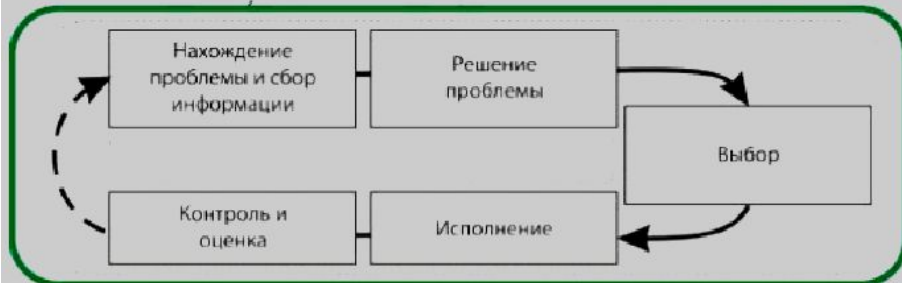 Нахождение
проблемы и сбор
информации
Решение
проблемы
Выбор
Исполнение
Контроль и
оценка